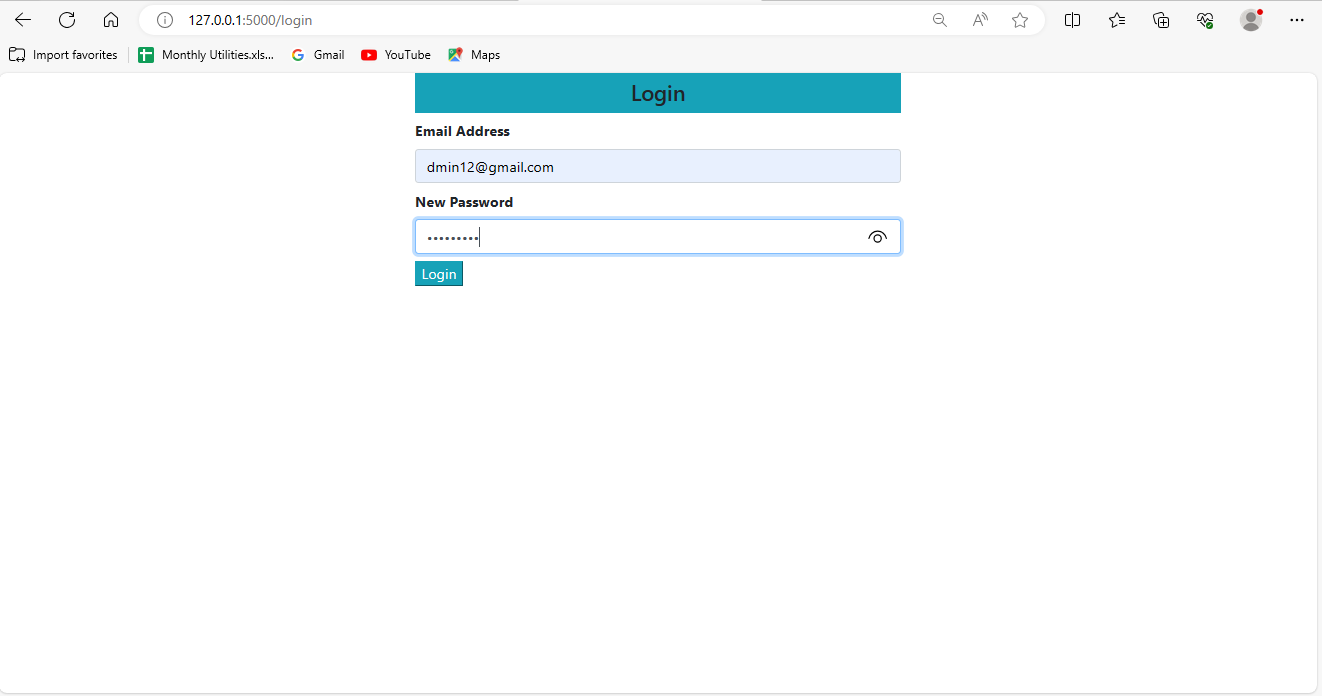 127.0.0.1:5000/login
Import favorites Monthly Utilities.xls... Gmail YouTube Maps
Login
Email Address
dmin12@gmail.com
New Password
•••••••••
Login